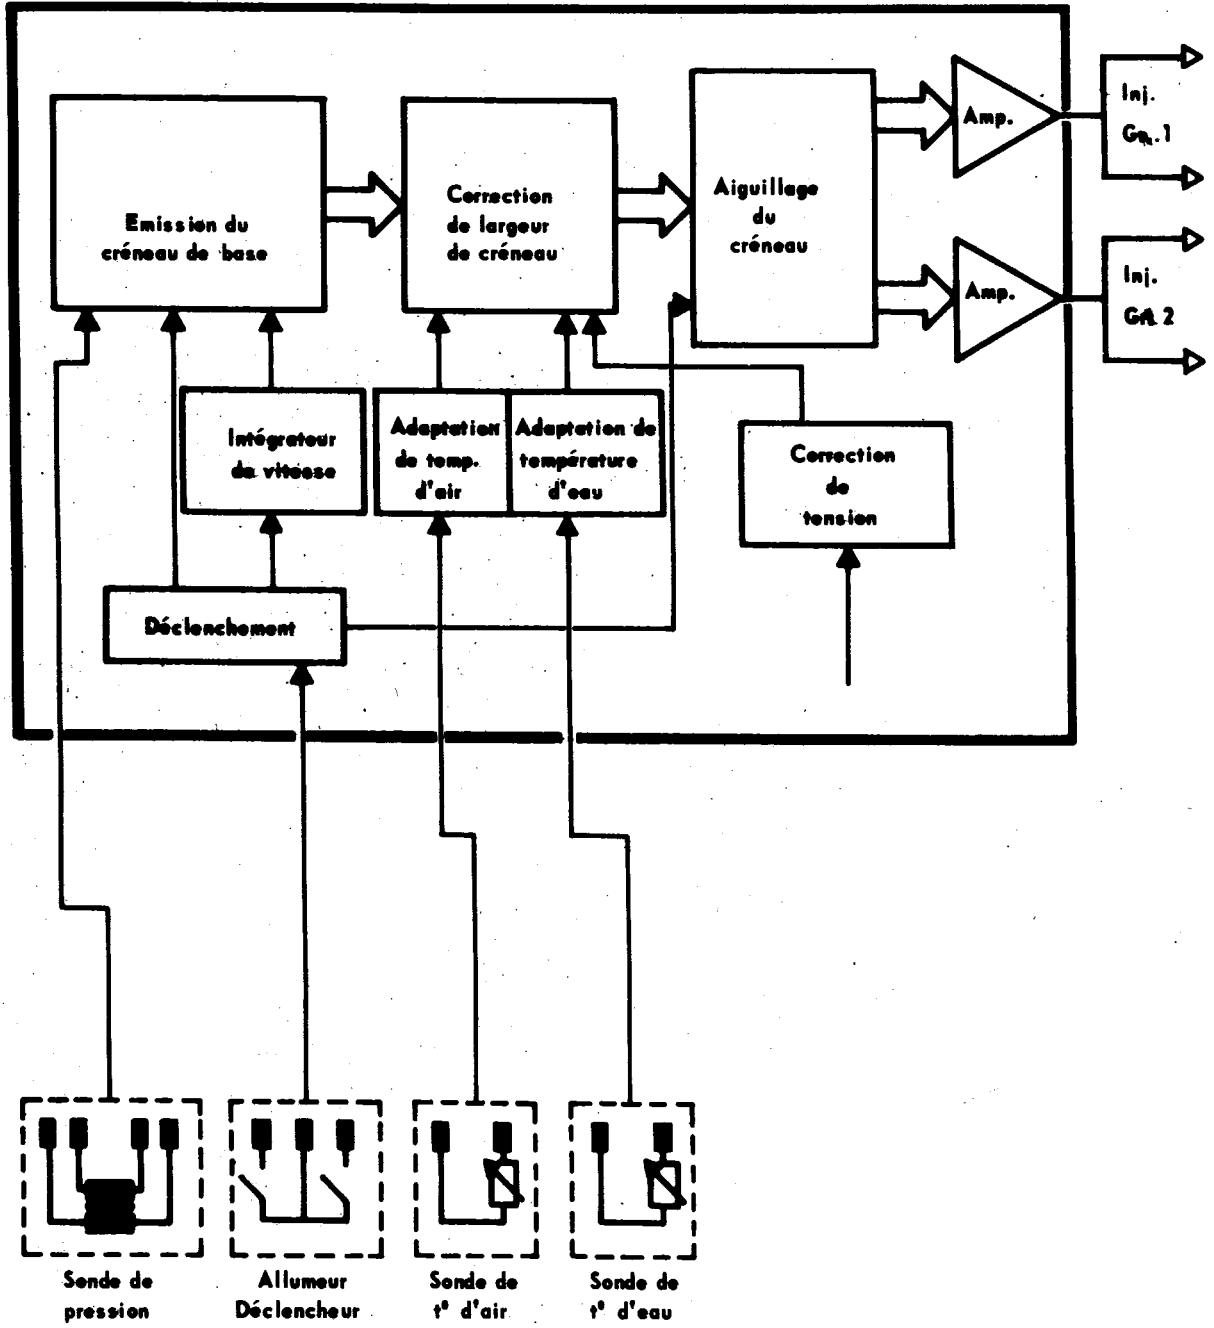 Emission du
créneau de base
Correction
de largeur
de créneau
Aiguillage
du
créneau
Amp.
Inj.
Gr. 1
Amp.
Inj.
Gr. 2
Intégrateur
de vitesse
Adaptation
de temp.
d'air
Adaptation de
température
d'eau
Correction
de
tension
Déclenchement
Sonde de
pression
Allumeur
Déclencheur
Sonde de
t° d'air
Sonde de
t° d'eau